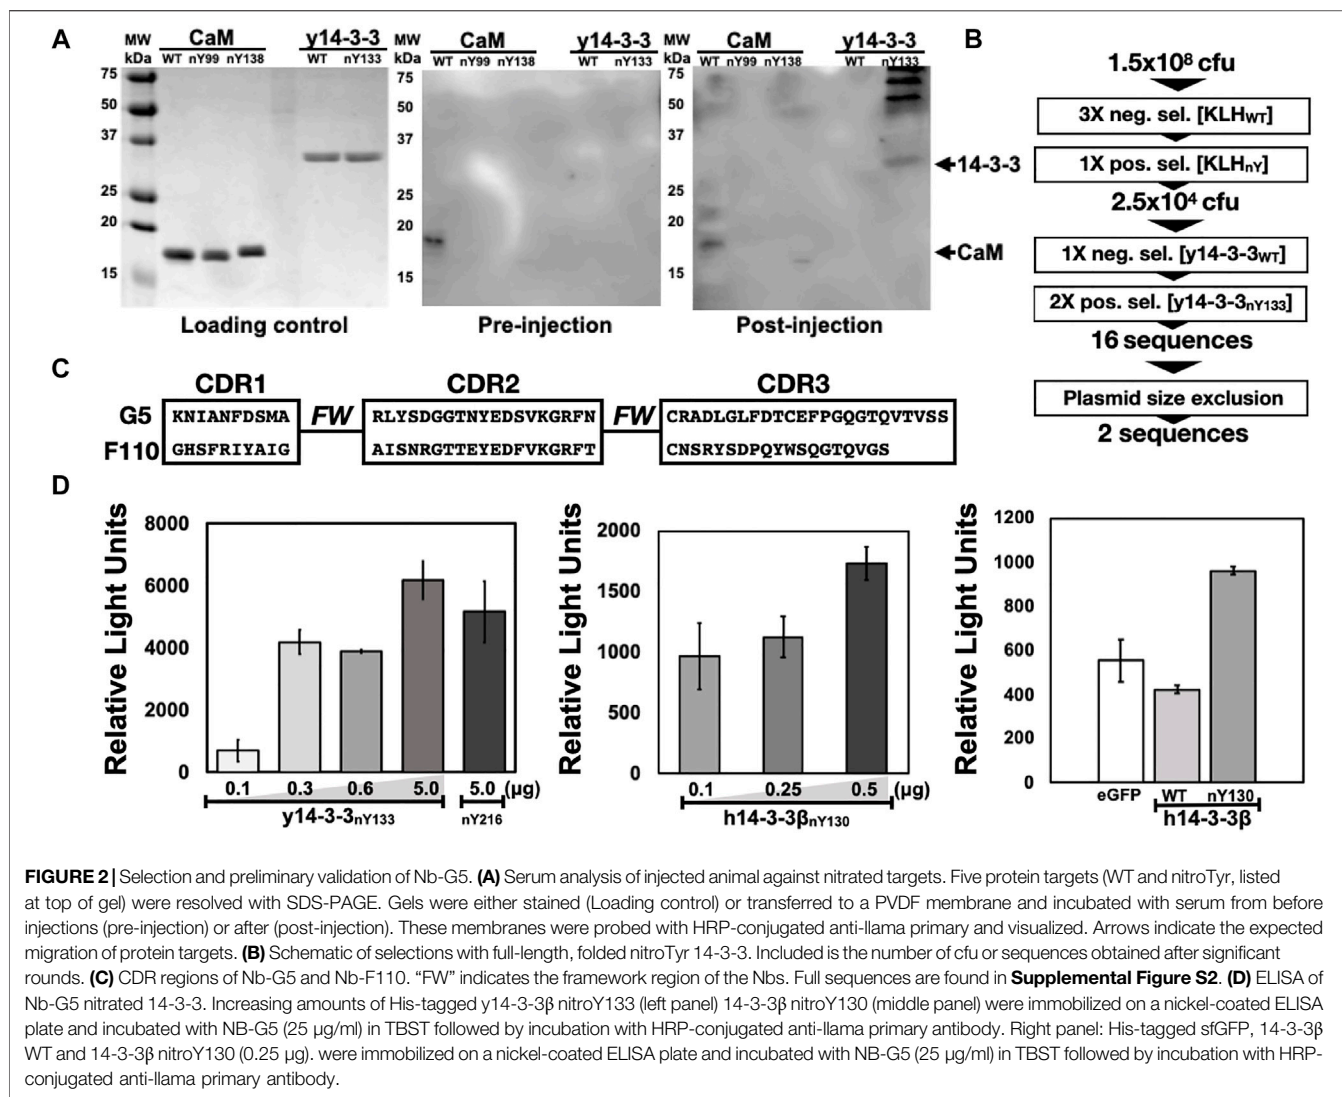 A
MW
kDa
CaM
WT nY99 nY138
y14-3-3
WT nY133
75
50
37
25
20
15
Loading control
MW
kDa
CaM
WT nY99 nY138
y14-3-3
WT nY133
75
50
37
25
20
15
Pre-injection
MW
kDa
CaM
WT nY99 nY138
y14-3-3
WT nY133
75
50
37
25
20
15
Post-injection
14-3-3
CaM
B
1.5x10⁸ cfu
3X neg. sel. [KLHWT]
1X pos. sel. [KLHnY]
2.5x10⁴ cfu
1X neg. sel. [y14-3-3WT]
2X pos. sel. [y14-3-3nY133]
16 sequences
Plasmid size exclusion
2 sequences
C
CDR1 CDR2 CDR3
G5 KNIANFDSMA FW RLYSDGGTNYEDSVKGRFN FW CRADLGLFDTCEFPGQGTQVTVSS
F110 GHSFRIYAIG AISNRGTTEYEDFVKGRFT CNSRYSDPQYWSQGTQVGS
D
Relative Light Units
8000
6000
4000
2000
0
0.1 0.3 0.6 5.0 5.0 (µg)
y14-3-3nY133 nY216
Relative Light Units
2000
1500
1000
500
0
0.1 0.25 0.5 (µg)
h14-3-3βnY130
Relative Light Units
1200
1000
800
600
400
200
0
eGFP WT nY130
h14-3-3β
FIGURE 2 | Selection and preliminary validation of Nb-G5. (A) Serum analysis of injected animal against nitrated targets. Five protein targets (WT and nitroTyr, listed
at top of gel) were resolved with SDS-PAGE. Gels were either stained (Loading control) or transferred to a PVDF membrane and incubated with serum from before
injections (pre-injection) or after (post-injection). These membranes were probed with HRP-conjugated anti-llama primary and visualized. Arrows indicate the expected
migration of protein targets. (B) Schematic of selections with full-length, folded nitroTyr 14-3-3. Included is the number of cfu or sequences obtained after significant
rounds. (C) CDR regions of Nb-G5 and Nb-F110. “FW” indicates the framework region of the Nbs. Full sequences are found in Supplemental Figure S2. (D) ELISA of
Nb-G5 nitrated 14-3-3. Increasing amounts of His-tagged y14-3-3β nitroY133 (left panel) 14-3-3β nitroY130 (middle panel) were immobilized on a nickel-coated ELISA
plate and incubated with NB-G5 (25 µg/ml) in TBST followed by incubation with HRP-conjugated anti-llama primary antibody. Right panel: His-tagged sfGFP, 14-3-3β
WT and 14-3-3β nitroY130 (0.25 µg). were immobilized on a nickel-coated ELISA plate and incubated with NB-G5 (25 µg/ml) in TBST followed by incubation with HRP-
conjugated anti-llama primary antibody.